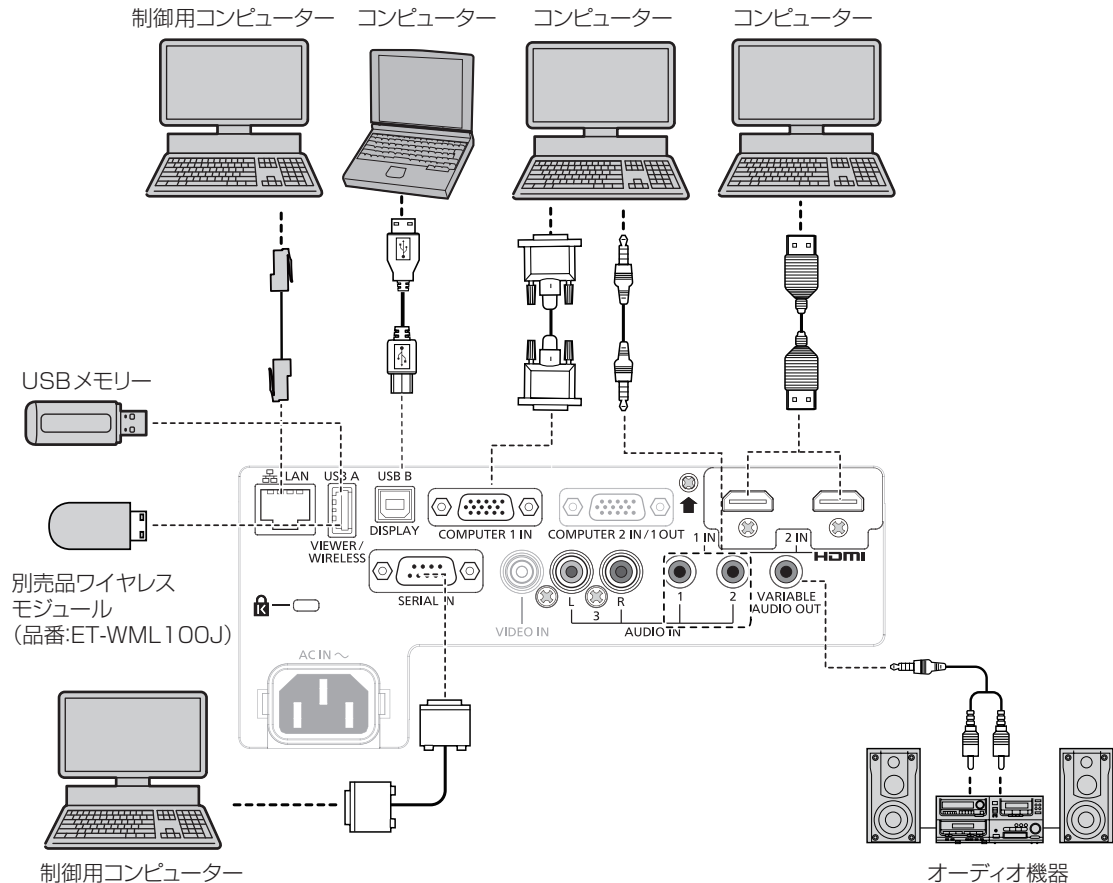 制御用コンピューター
コンピューター
コンピューター
コンピューター
USBメモリー
別売品ワイヤレス
モジュール
（品番:ET-WML100J）
LAN
USB A
USB B
VIEWER/
WIRELESS
DISPLAY
COMPUTER 1 IN
COMPUTER 2 IN/1 OUT
1 IN
2 IN
HDMI
SERIAL IN
K
VIDEO IN
L
R
3
1
2
AUDIO IN
VARIABLE
AUDIO OUT
AC IN ～
制御用コンピューター
オーディオ機器